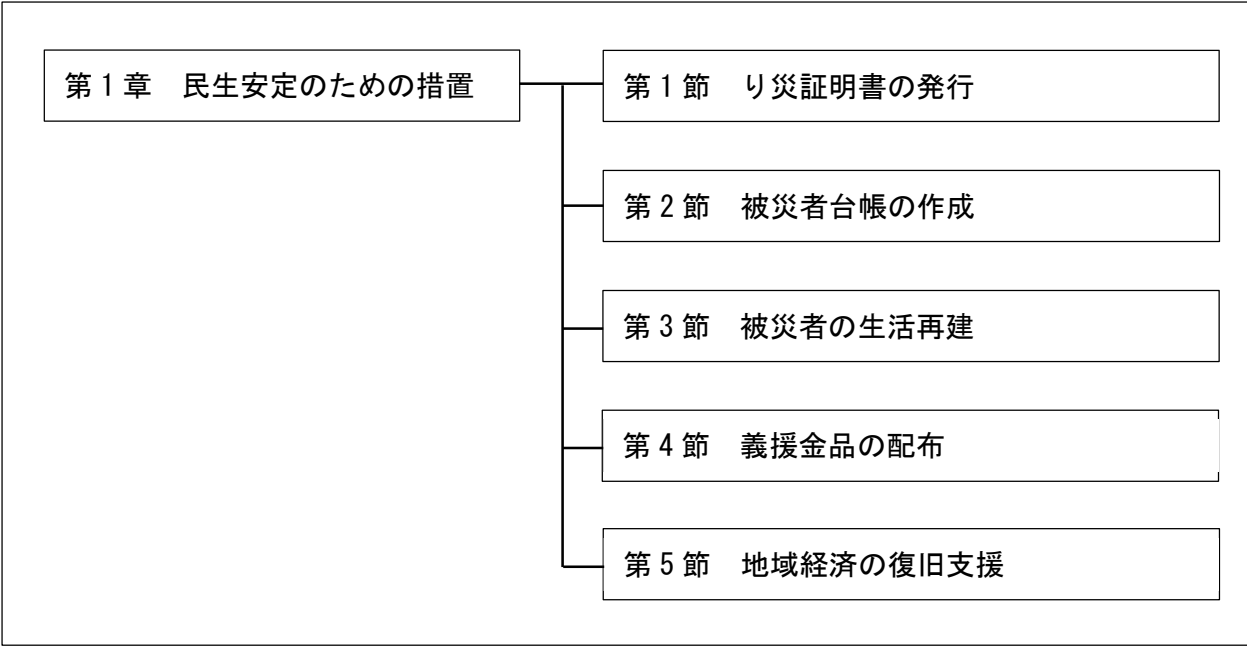 第1章　民生安定のための措置
第1節　り災証明書の発行
第2節　被災者台帳の作成
第3節　被災者の生活再建
第4節　義援金品の配布
第5節　地域経済の復旧支援